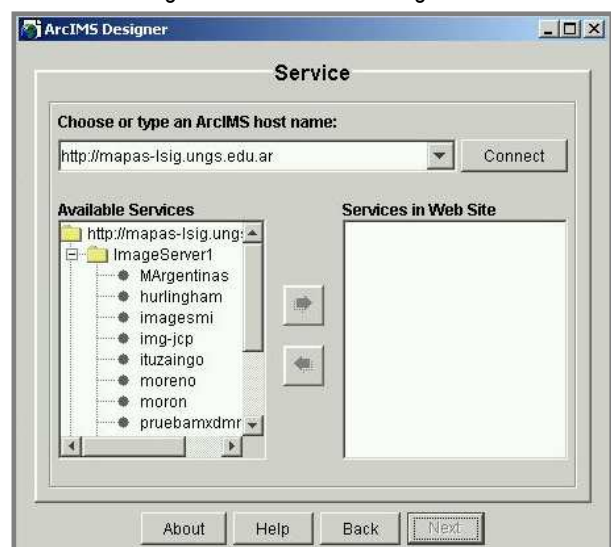 ArcIMS Designer
Service
Choose or type an ArcIMS host name:
http://mapas-lsig.ungs.edu.ar
Connect
Available Services
Services in Web Site
http://mapas-lsig.ung
ImageServer1
MArgentinas
hurlingham
imagesmi
img-jcp
ituzaingo
moreno
moron
pruebamxdmr
About
Help
Back
Next